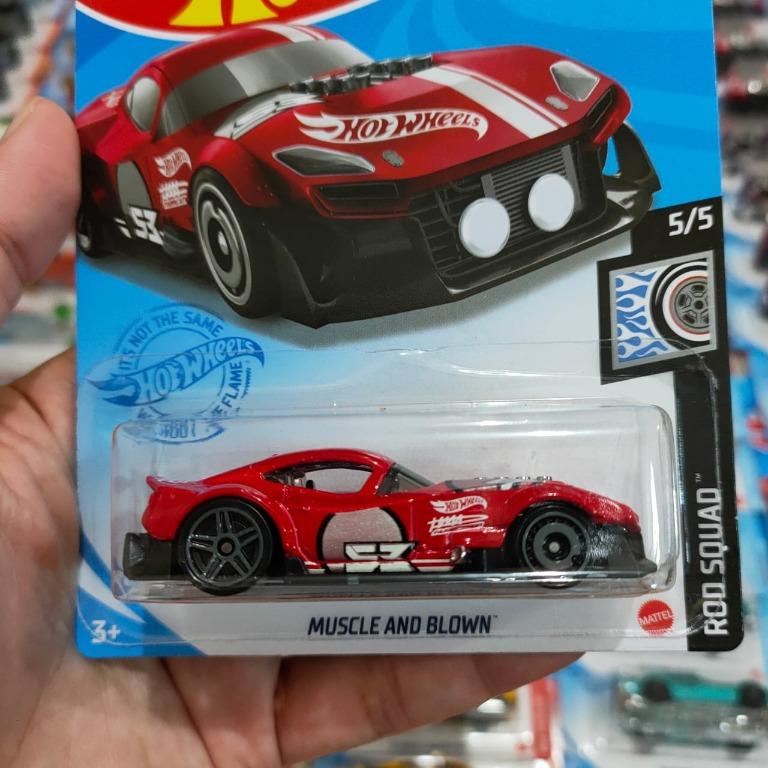 HOT WHEELS
HOT WHEELS
53
5/5
IT'S NOT THE SAME
HOT WHEELS
FLAME
HOT WHEELS
53
ROD SQUAD™
MUSCLE AND BLOWN™
MATTEL
3+